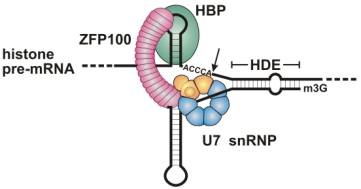 HBP
ZFP100
histone
pre-mRNA
ACCCA
HDE
m3G
U7 snRNP